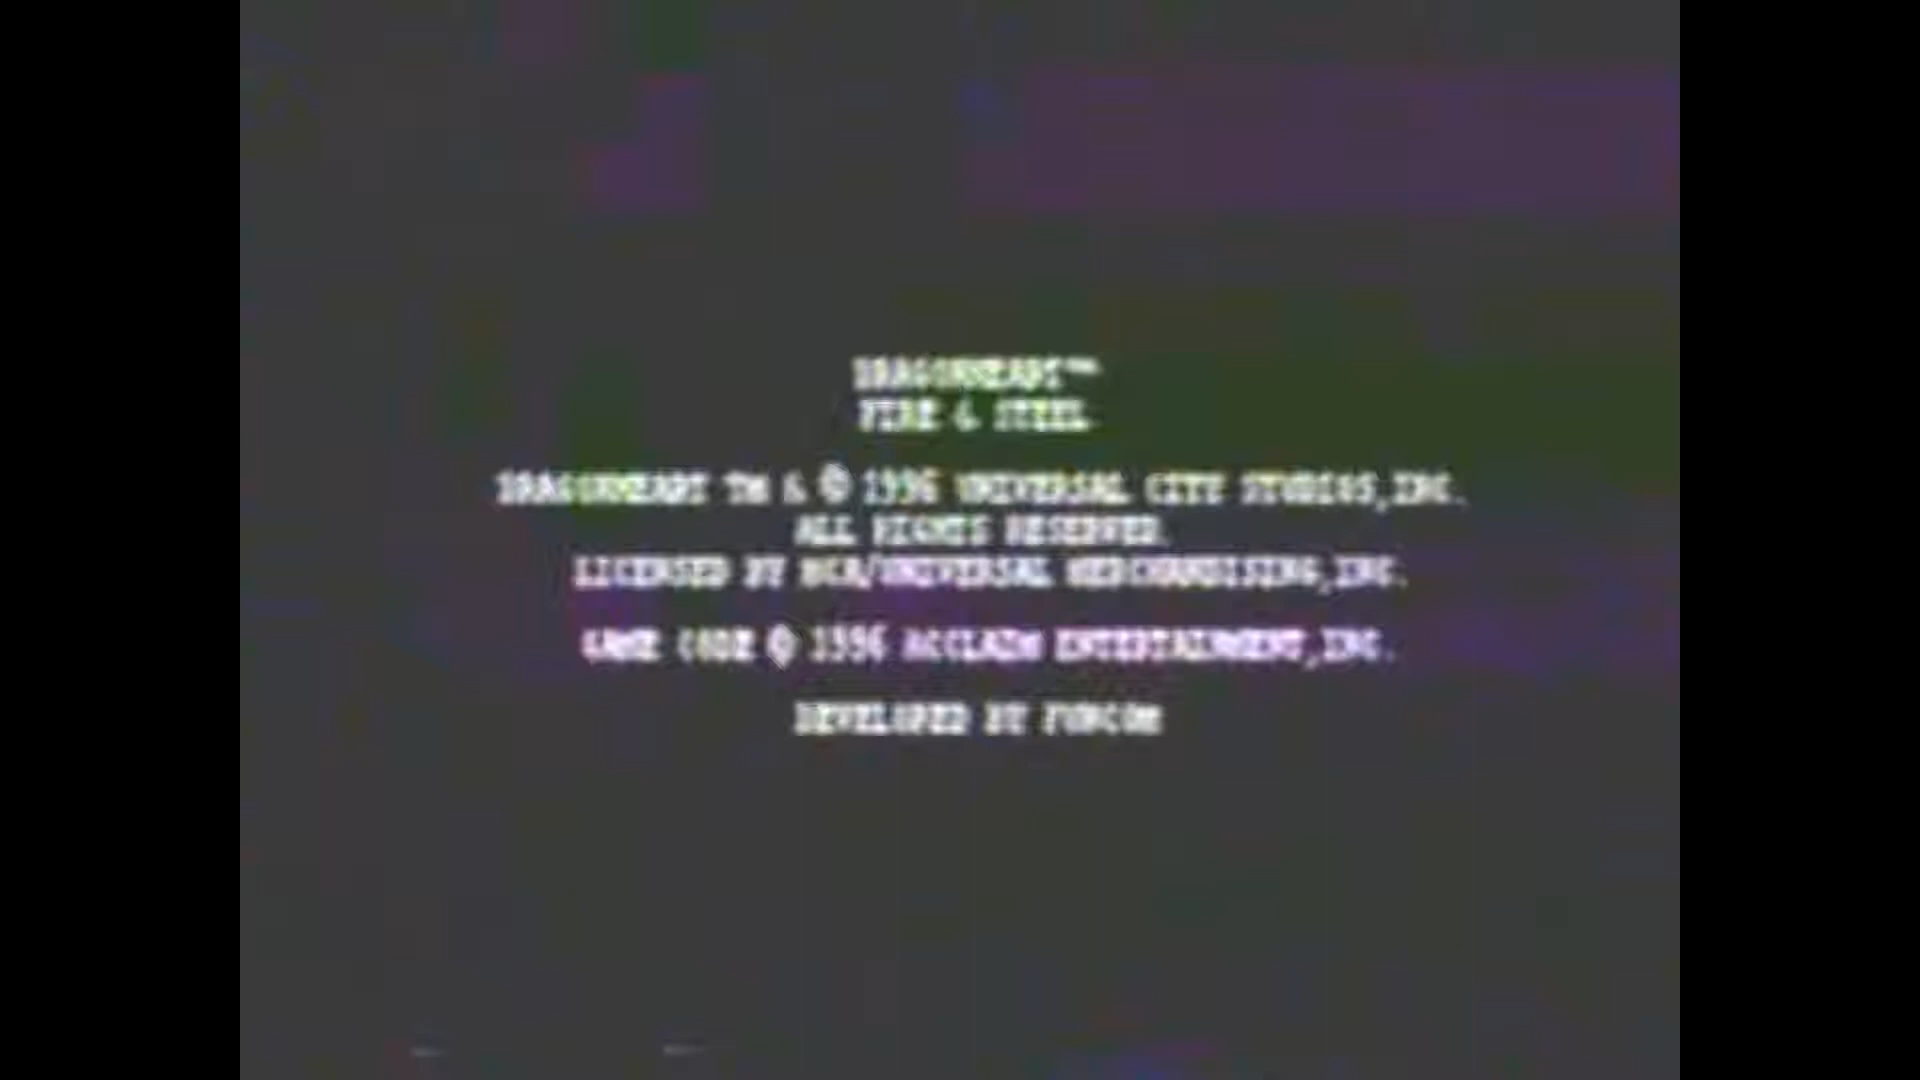 DRAGONHEART™
FIRE & STEEL
DRAGONHEART TM & © 1996 UNIVERSAL CITY STUDIOS,INC.
ALL RIGHTS RESERVED.
LICENSED BY MCA/UNIVERSAL MERCHANDISING,INC.
GAME CODE © 1996 ACCLAIM ENTERTAINMENT,INC.
DEVELOPED BY FUNCOM